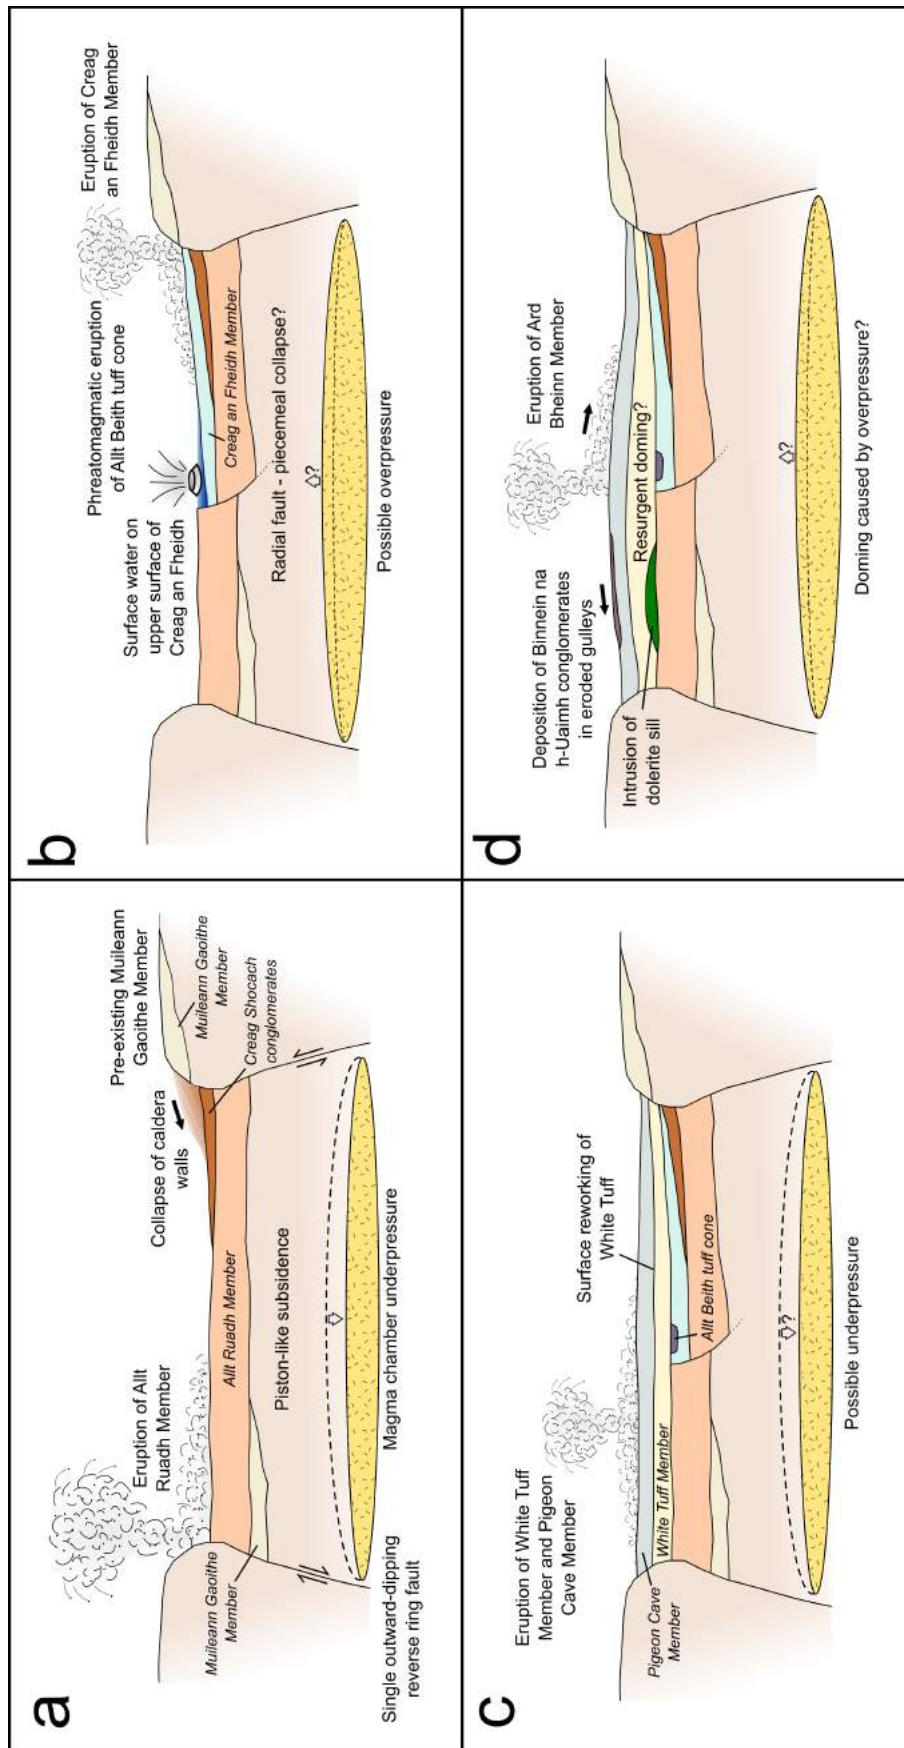 a
Pre-existing Muileann
Gaoithe Member
Muileann Gaoithe
Member
Creag Shocach
conglomerates
Collapse of caldera
walls
Eruption of Allt
Ruadh Member
Allt Ruadh Member
Muileann Gaoithe
Member
Piston-like subsidence
Magma chamber underpressure
Single outward-dipping
reverse ring fault
b
Eruption of Creag
an Fheidh Member
Phreatomagmatic eruption
of Allt Beith tuff cone
Surface water on
upper surface of
Creag an Fheidh
Creag an Fheidh Member
Radial fault - piecemeal collapse?
?
Possible overpressure
c
Eruption of White Tuff
Member and Pigeon
Cave Member
Surface reworking of
White Tuff
Pigeon Cave
Member
White Tuff Member
Allt Beith tuff cone
?
Possible underpressure
d
Eruption of Ard
Bheinn Member
Deposition of Binnein na
h-Uaimh conglomerates
in eroded gulleys
Resurgent doming?
Intrusion of
dolerite sill
?
Doming caused by overpressure?